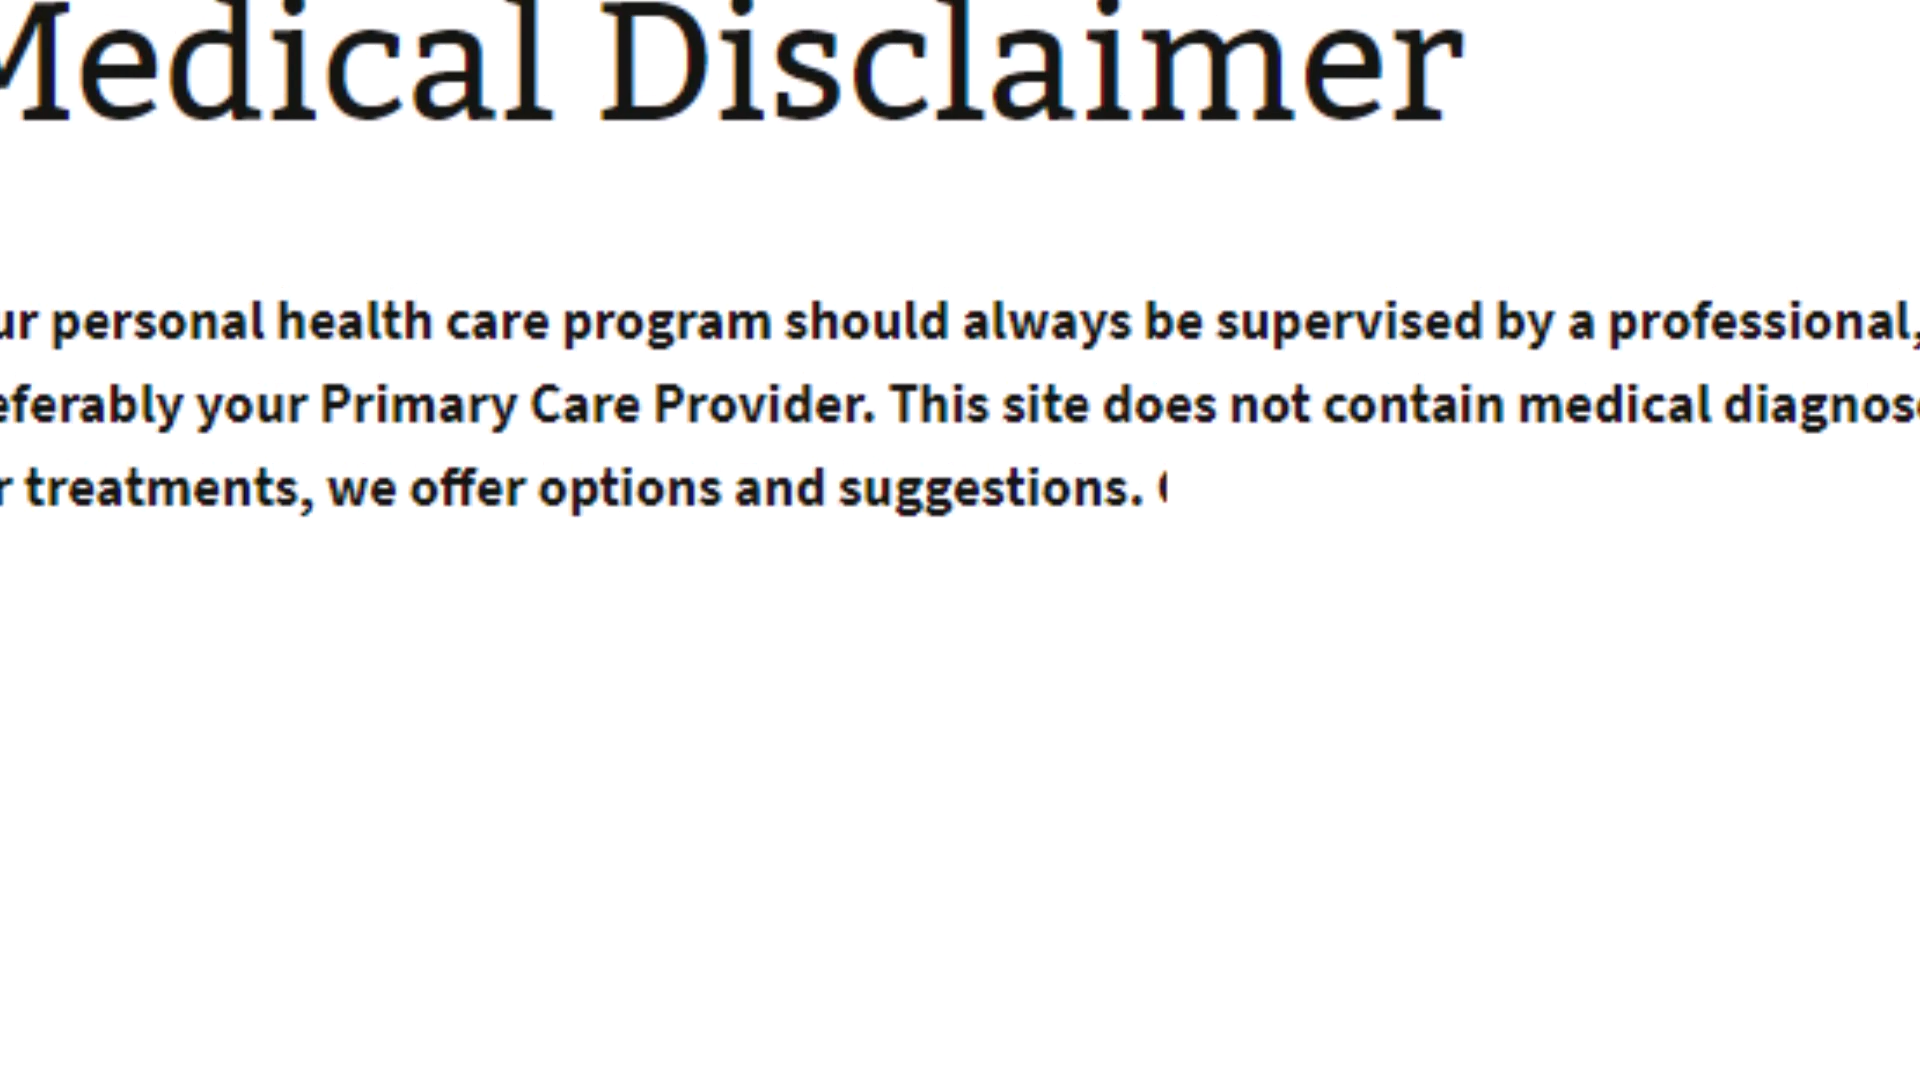 Medical Disclaimer
ur personal health care program should always be supervised by a professional,
eferably your Primary Care Provider. This site does not contain medical diagnose
r treatments, we offer options and suggestions.